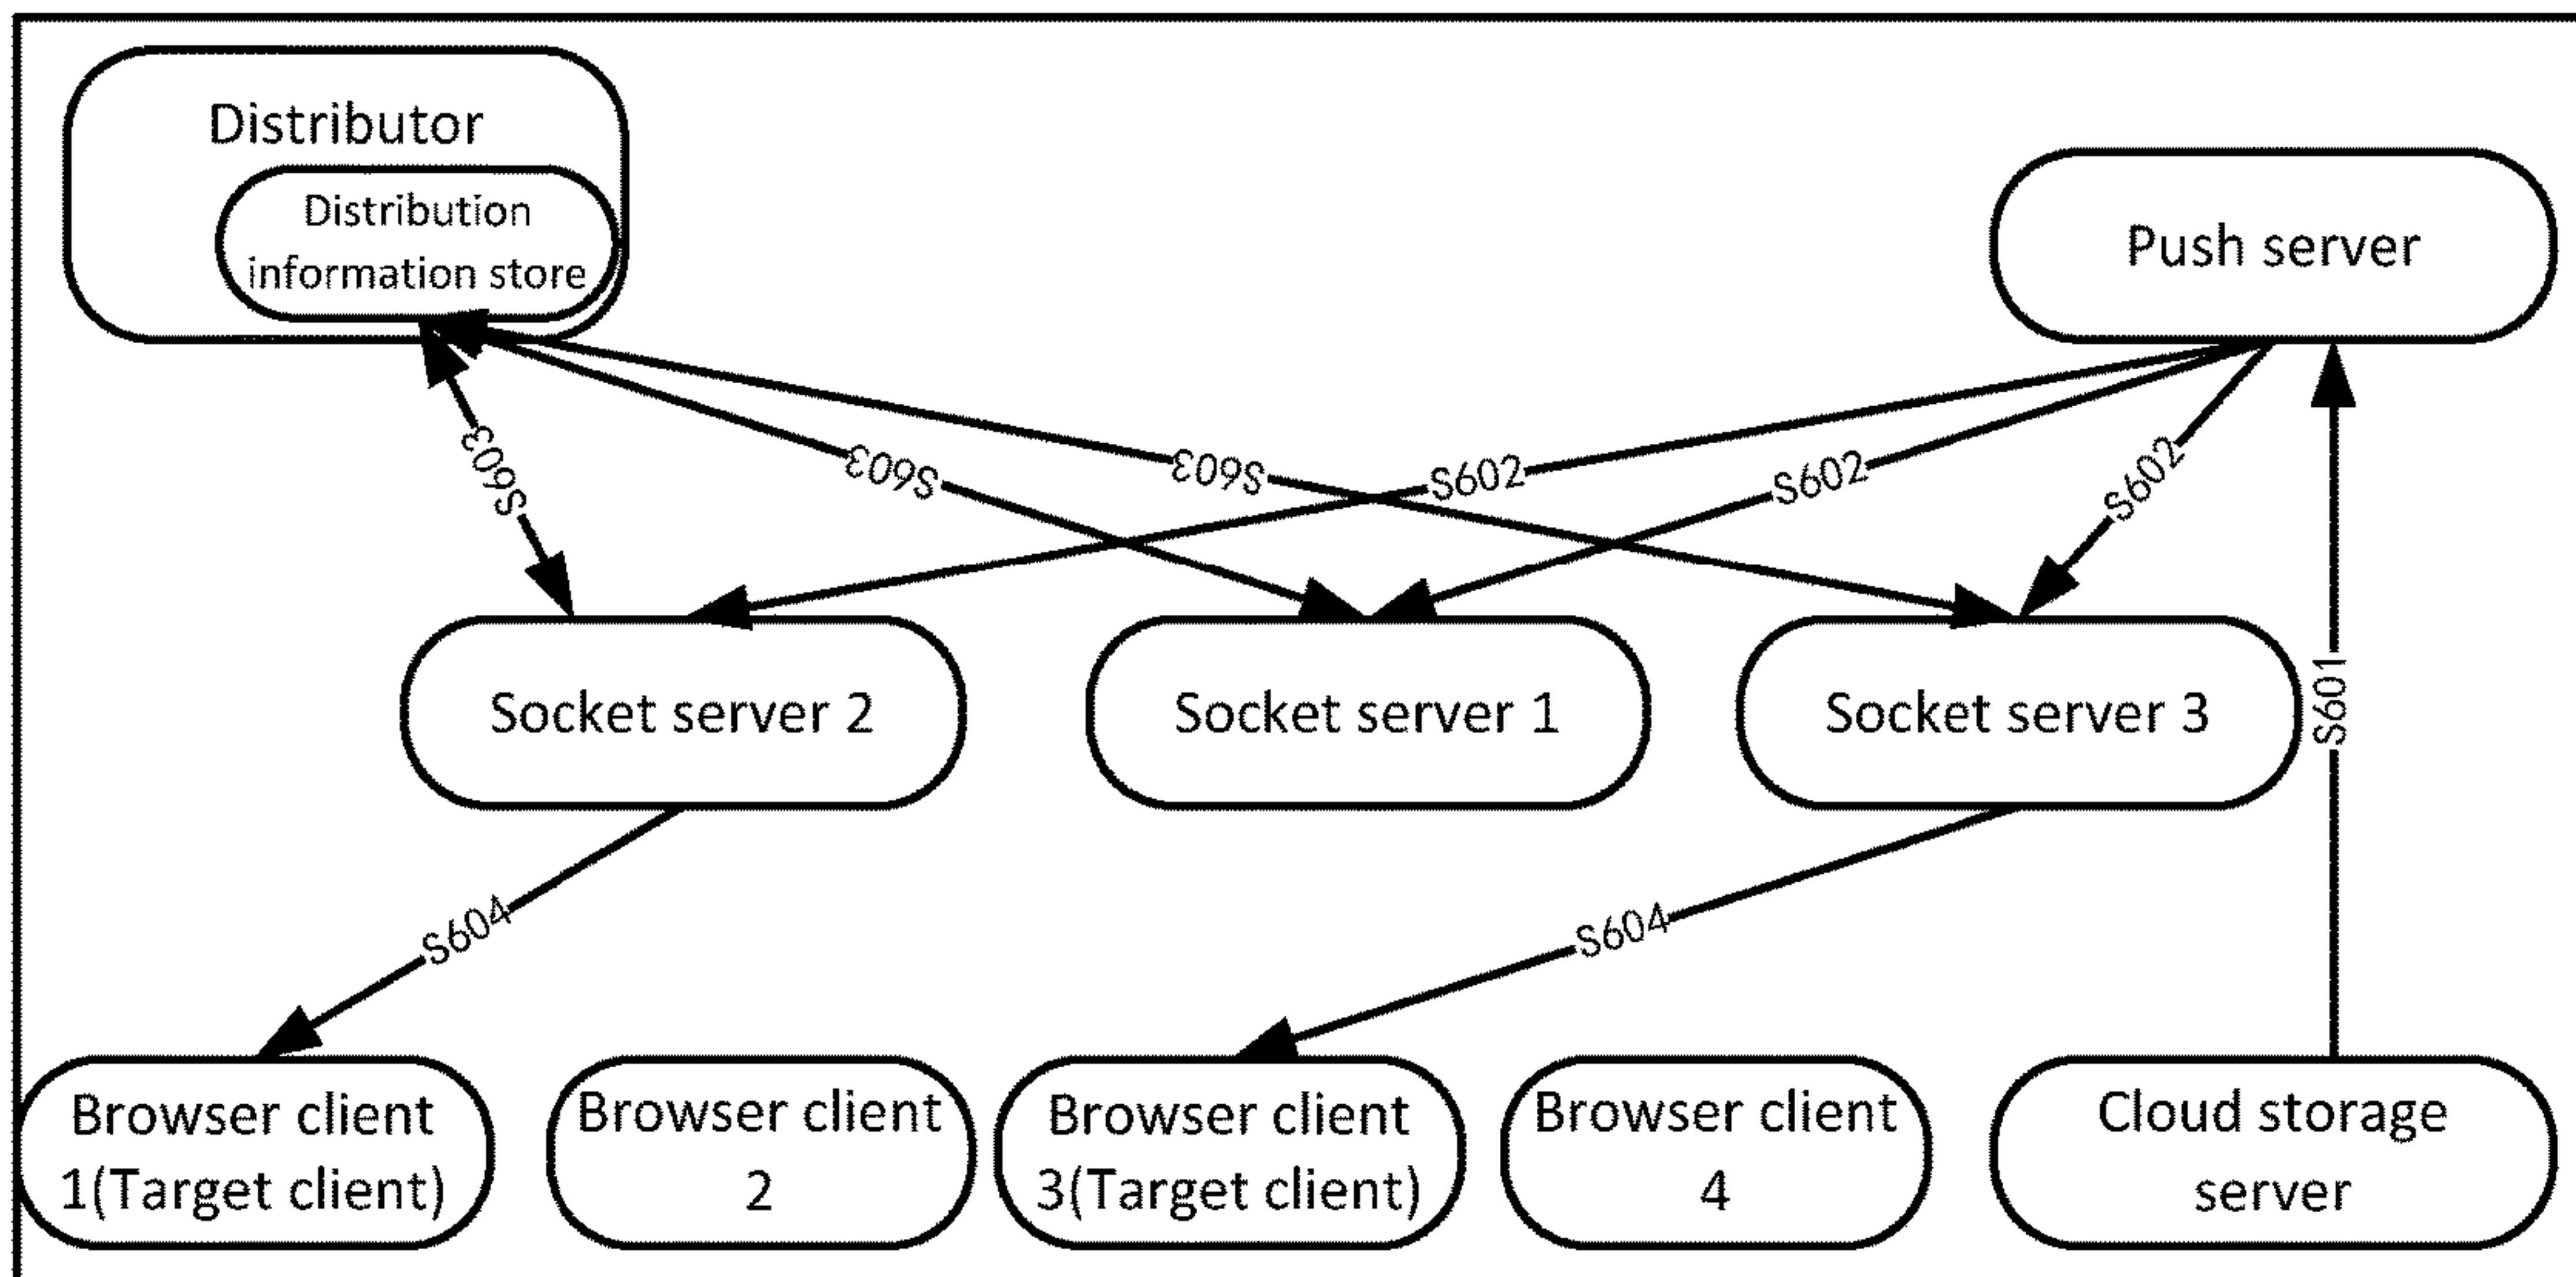 Distributor
Distribution
information store
Push server
S603
S603
S603
S602
S602
S602
Socket server 2
Socket server 1
Socket server 3
S601
S604
S604
Browser client
1(Target client)
Browser client
2
Browser client
3(Target client)
Browser client
4
Cloud storage
server